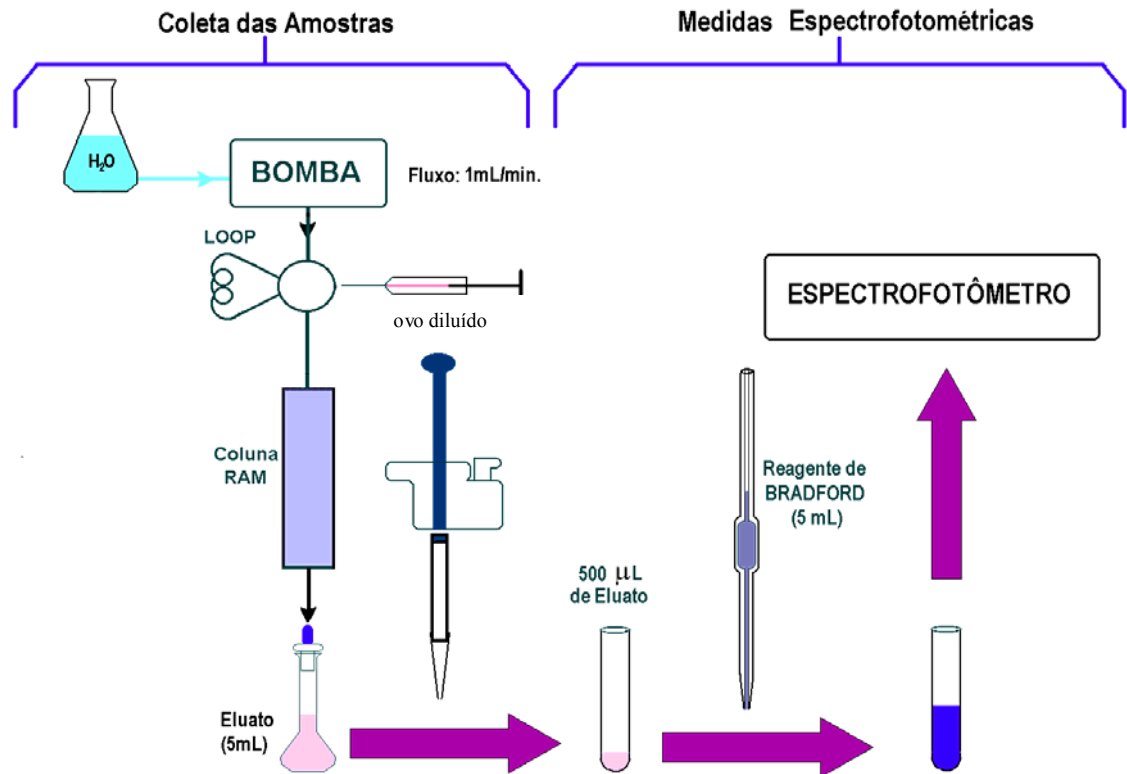 Coleta das Amostras
Medidas Espectrofotométricas
H₂O
BOMBA
Fluxo: 1mL/min.
LOOP
ovo diluído
ESPECTROFOTÔMETRO
Coluna
RAM
Reagente de
BRADFORD
(5 mL)
500 µL
de Eluato
Eluato
(5mL)